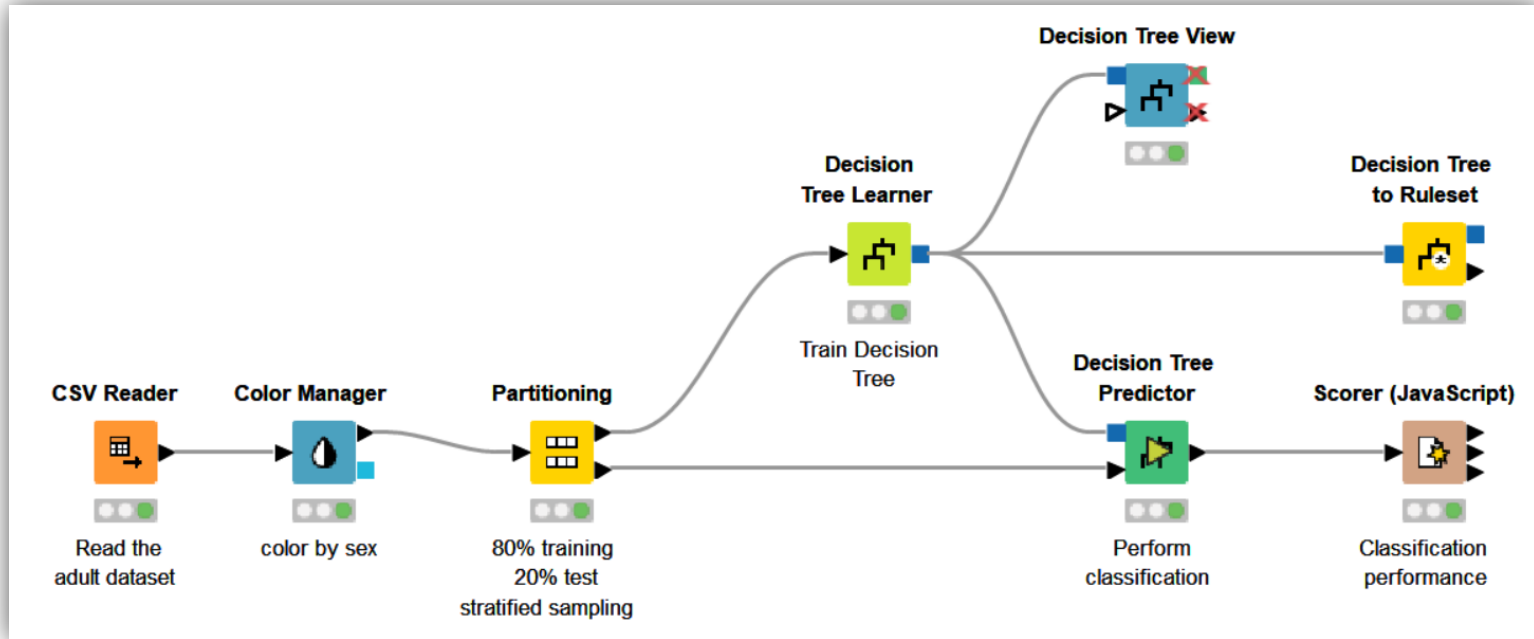 Decision Tree View
Decision
Tree Learner
Decision Tree
to Ruleset
Train Decision
Tree
CSV Reader
Color Manager
Partitioning
Decision Tree
Predictor
Scorer (JavaScript)
Read the
adult dataset
color by sex
80% training
20% test
stratified sampling
Perform
classification
Classification
performance